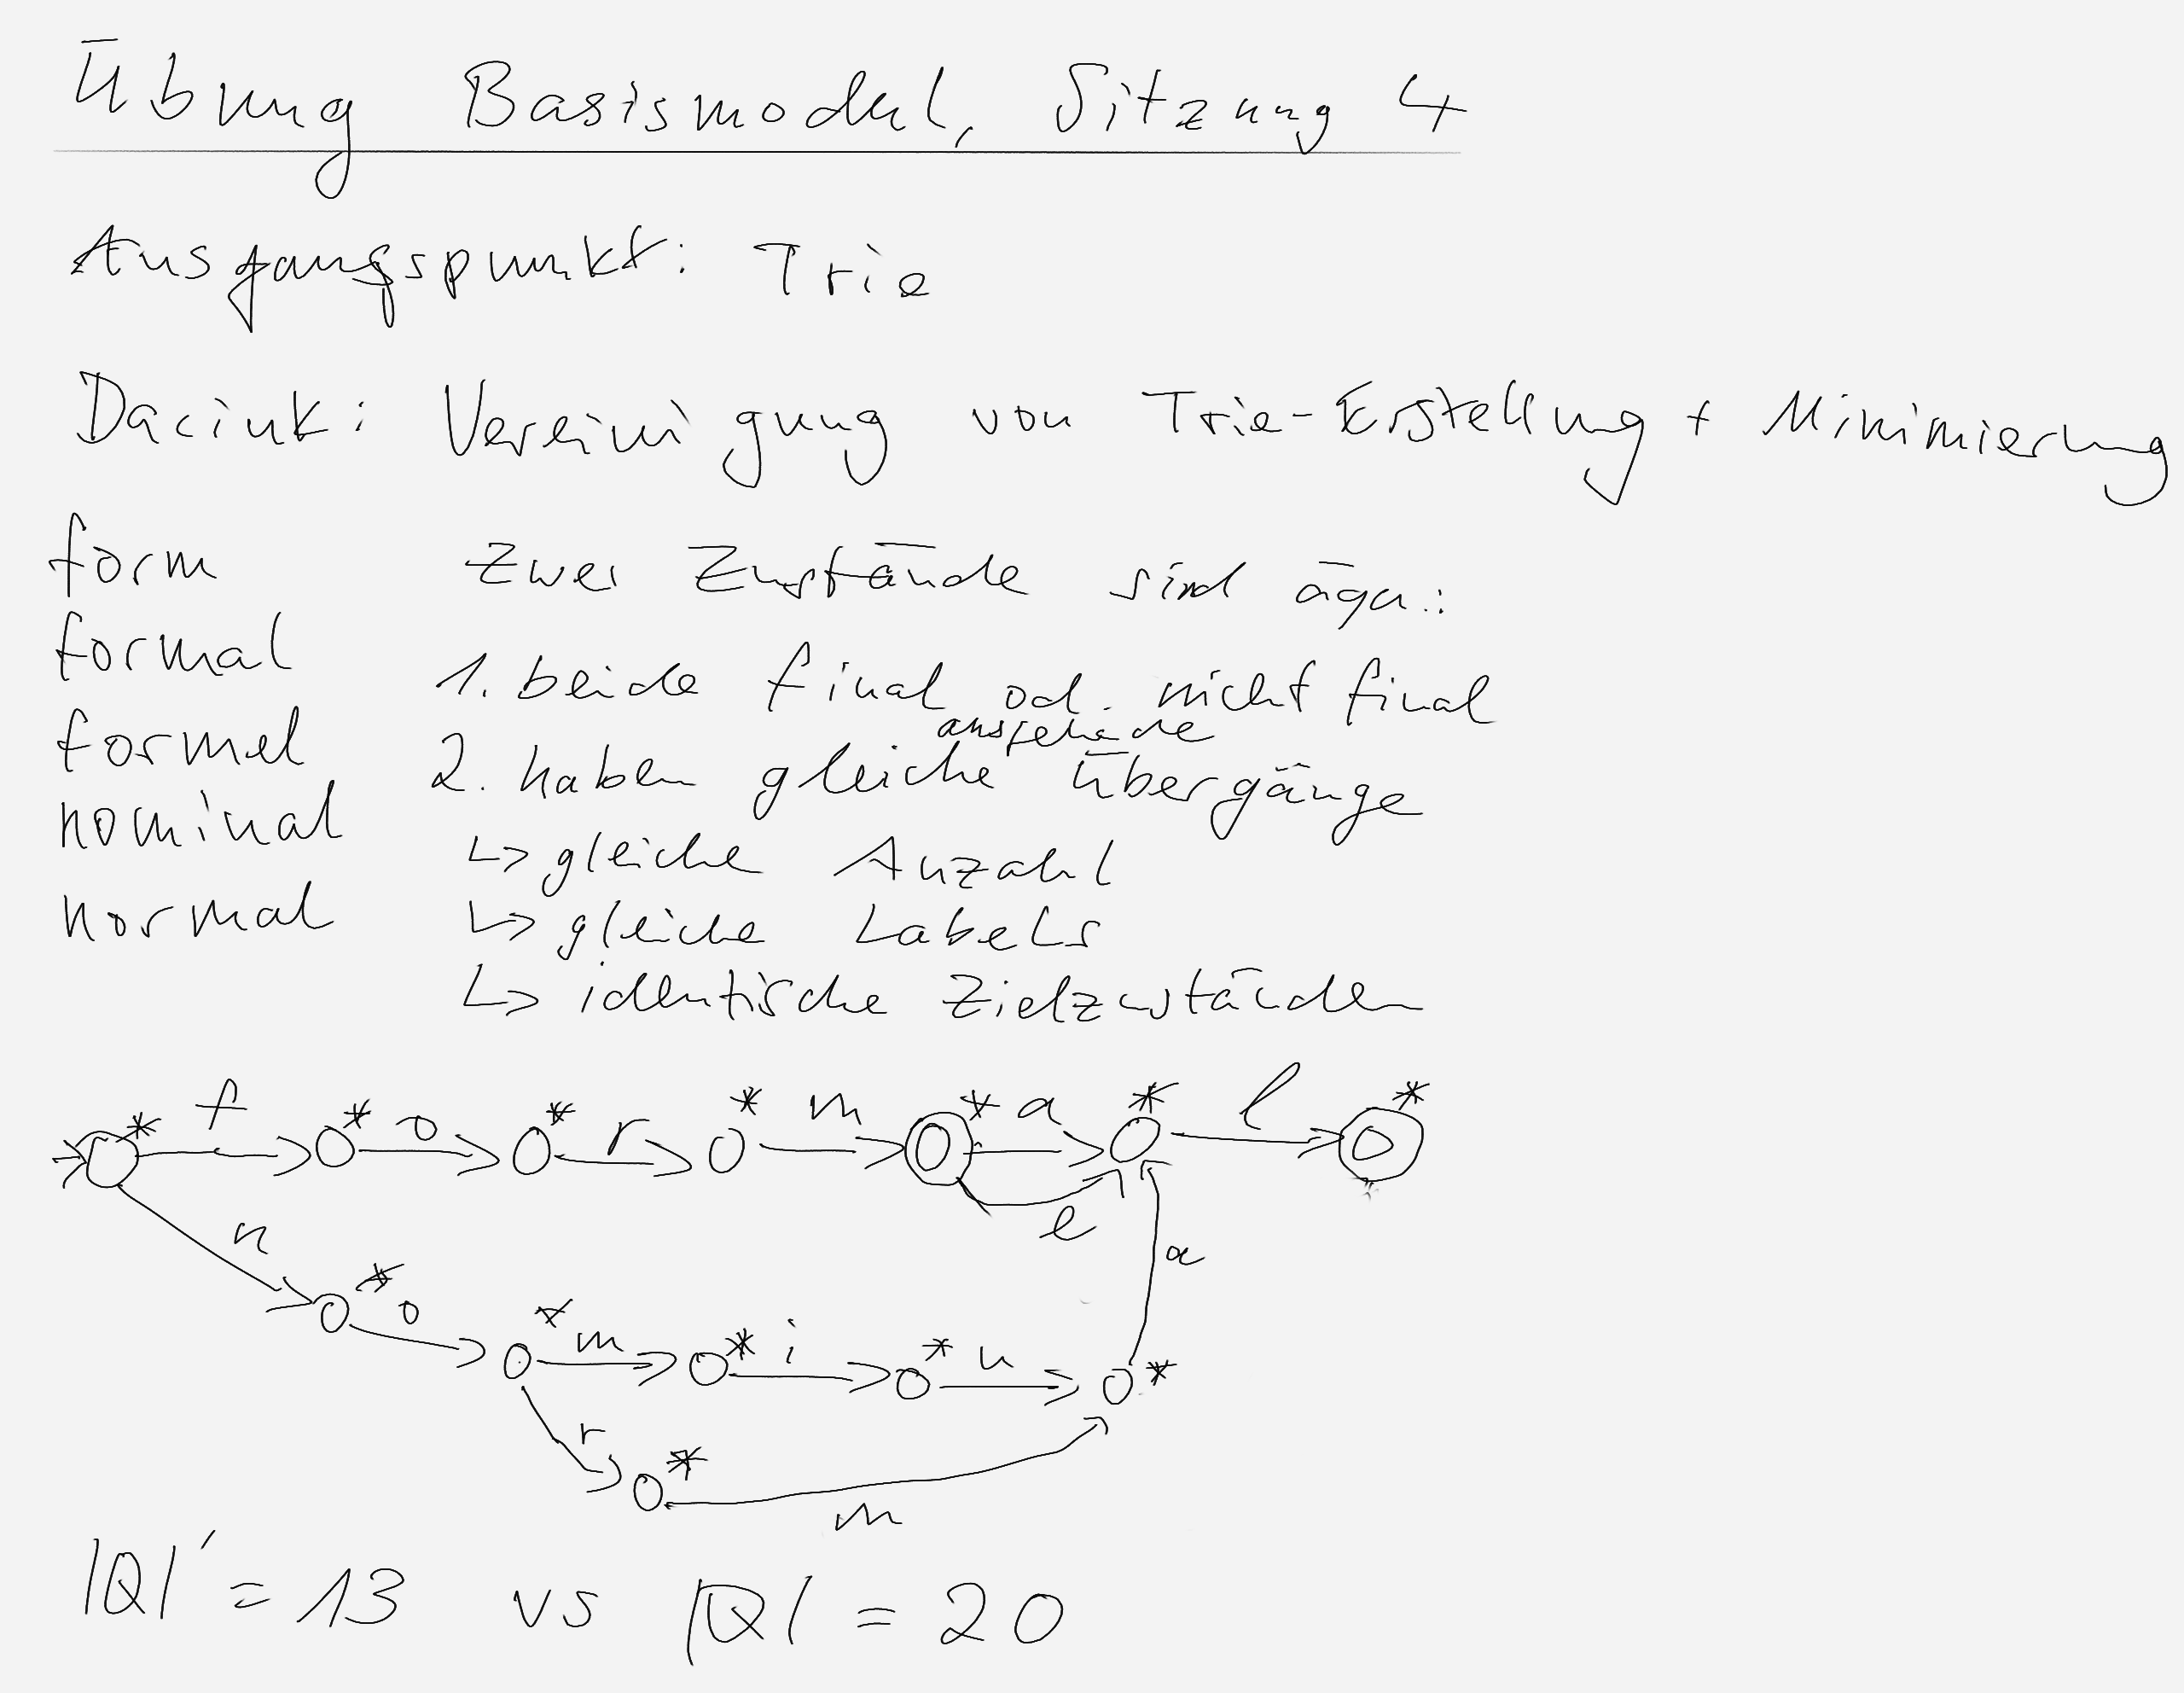 Übung Basismodul, Sitzung 4
Ausgangspunkt: Trie
Daciuk: Vereinigung von Trie-Erstellung + Minimierung
form
formal
formel
nominal
normal
Zwei Zustände sind äqu.:
1. beide final od. nicht final
ausgehende
2. haben gleiche Übergänge
↳ gleiche Anzahl
↳ gleiche Labels
↳ identische Zielzuständen
* f * o * r * m * a * l *
e
n a
* o * m * i * n *
r *
m
|Q|' = 13 vs |Q| = 20